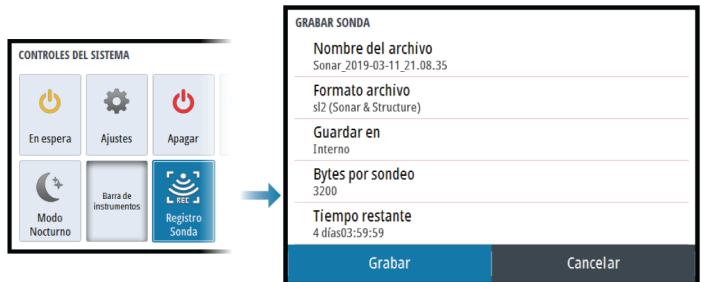 CONTROLES DEL SISTEMA
En espera
Ajustes
Apagar
Modo
Nocturno
Barra de
instrumentos
REC
Registro
Sonda
GRABAR SONDA
Nombre del archivo
Sonar_2019-03-11_21.08.35
Formato archivo
sl2 (Sonar & Structure)
Guardar en
Interno
Bytes por sondeo
3200
Tiempo restante
4 días03:59:59
Grabar
Cancelar